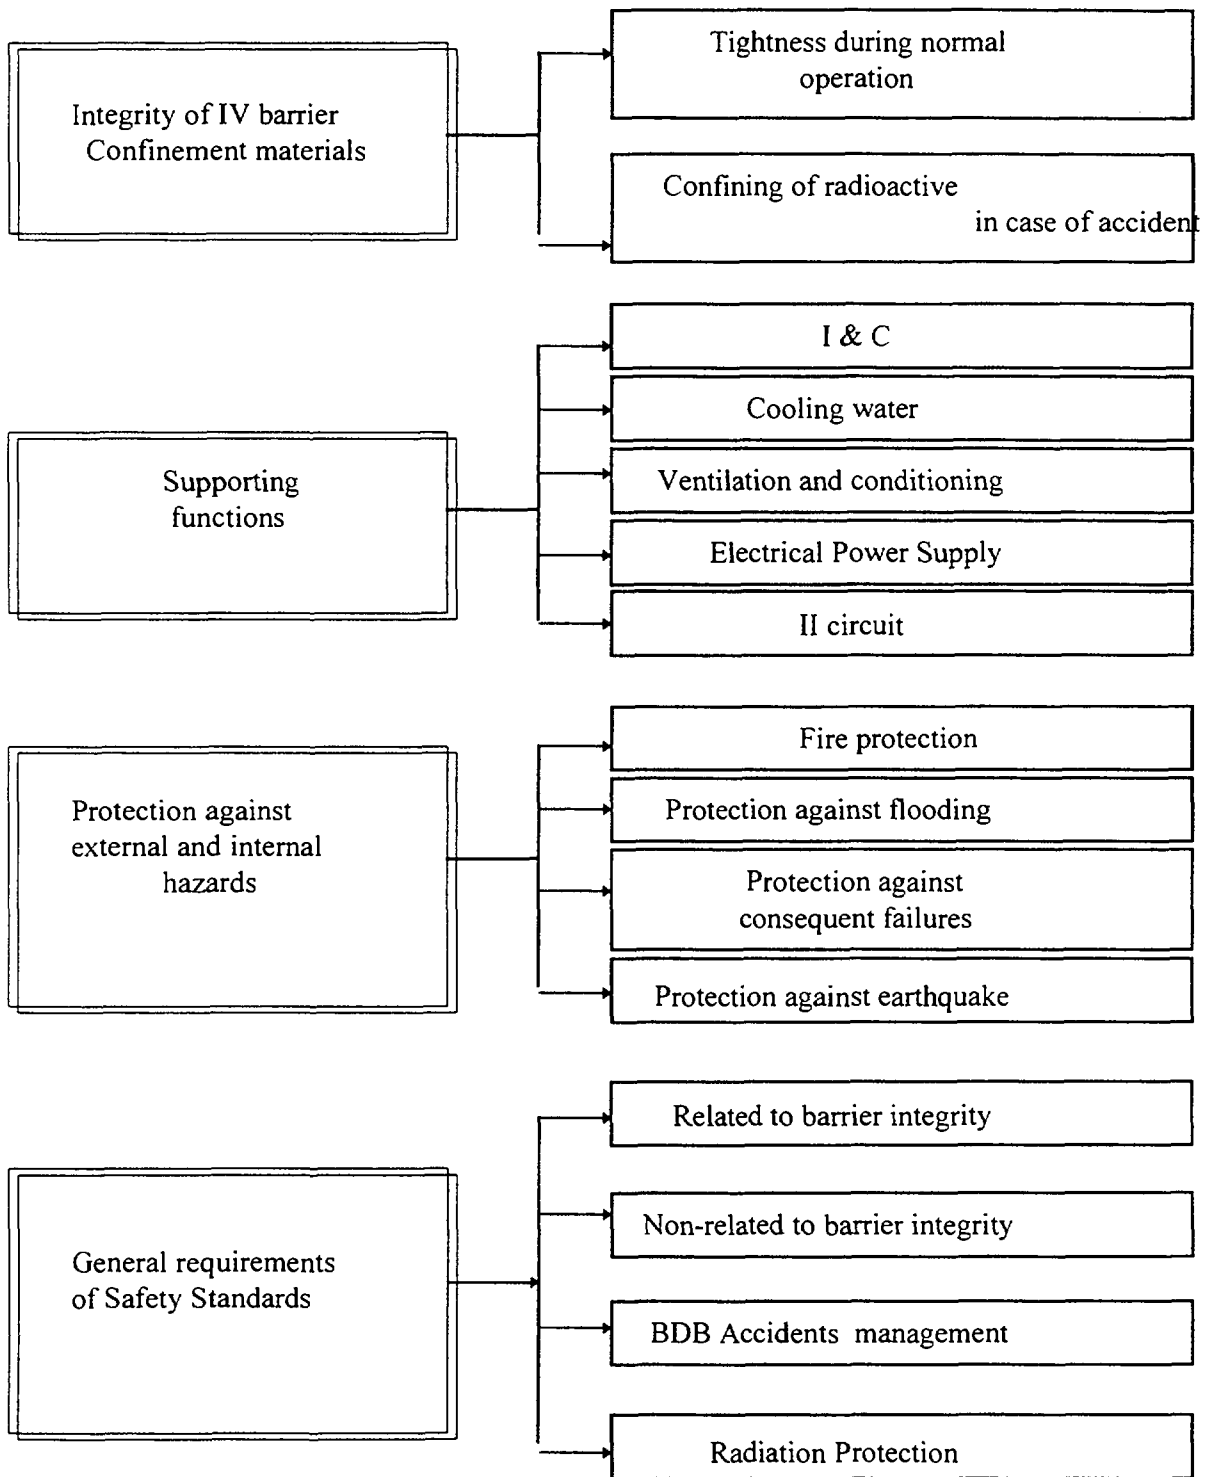 Integrity of IV barrier
Confinement materials
Tightness during normal
operation
Confining of radioactive
in case of accident
Supporting
functions
I & C
Cooling water
Ventilation and conditioning
Electrical Power Supply
II circuit
Protection against
external and internal
hazards
Fire protection
Protection against flooding
Protection against
consequent failures
Protection against earthquake
General requirements
of Safety Standards
Related to barrier integrity
Non-related to barrier integrity
BDB Accidents management
Radiation Protection